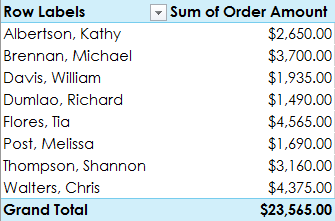 Row Labels Sum of Order Amount
Albertson, Kathy $2,650.00
Brennan, Michael $3,700.00
Davis, William $1,935.00
Dumlao, Richard $1,490.00
Flores, Tia $4,565.00
Post, Melissa $1,690.00
Thompson, Shannon $3,160.00
Walters, Chris $4,375.00
Grand Total $23,565.00